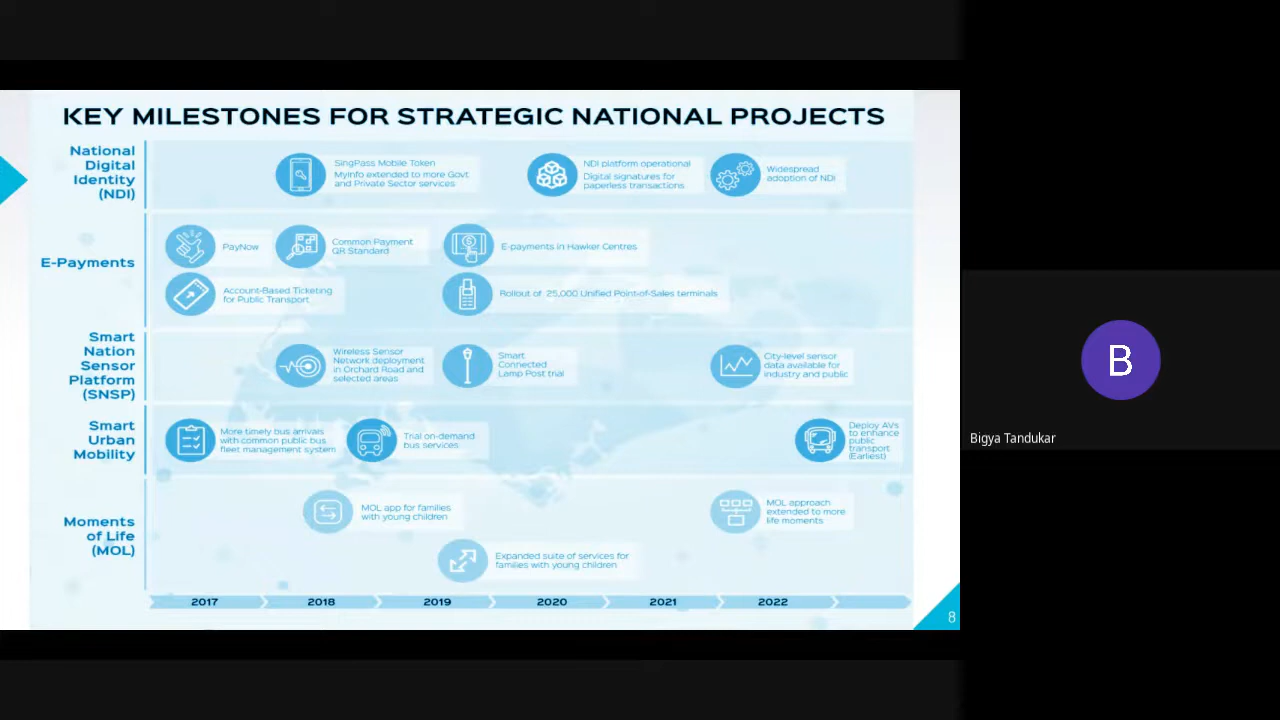 KEY MILESTONES FOR STRATEGIC NATIONAL PROJECTS
National
Digital
Identity
(NDI)
SingPass Mobile Token
MyInfo extended to more Govt
and Private Sector services
NDI platform operational
Digital signatures for
paperless transactions
Widespread
adoption of NDI
E-Payments
PayNow
Common Payment
QR Standard
E-payments in Hawker Centres
Account-Based Ticketing
for Public Transport
Rollout of 25,000 Unified Point-of-Sales terminals
Smart
Nation
Sensor
Platform
(SNSP)
Wireless Sensor
Network deployment
in Orchard Road and
selected areas
Smart
Connected
Lamp Post trial
City-level sensor
data available for
industry and public
Smart
Urban
Mobility
More timely bus arrivals
with common public bus
fleet management system
Trial on-demand
bus services
Deploy AVs
to enhance
public
transport
(Earliest)
Moments
of Life
(MOL)
MOL app for families
with young children
MOL approach
extended to more
life moments
Expanded suite of services for
families with young children
2017 2018 2019 2020 2021 2022
8
B
Bigya Tandukar